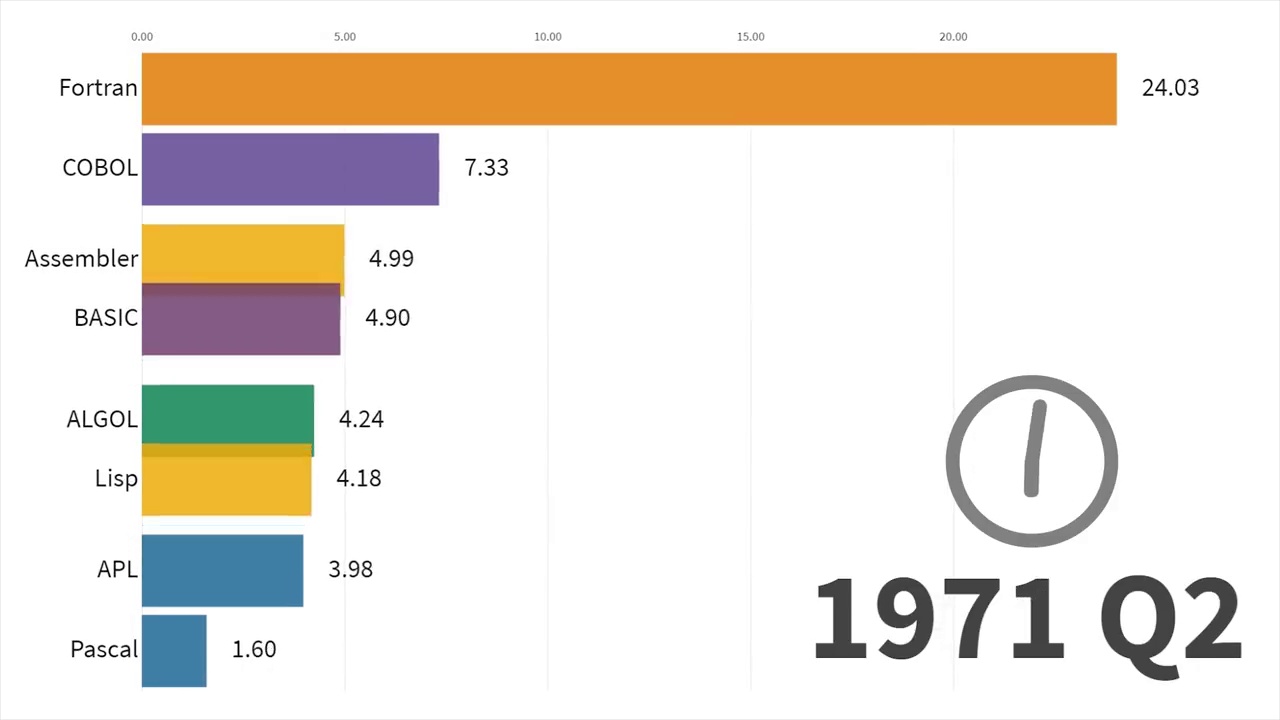 0.00 5.00 10.00 15.00 20.00
Fortran 24.03
COBOL 7.33
Assembler 4.99
BASIC 4.90
ALGOL 4.24
Lisp 4.18
APL 3.98
Pascal 1.60
1971 Q2